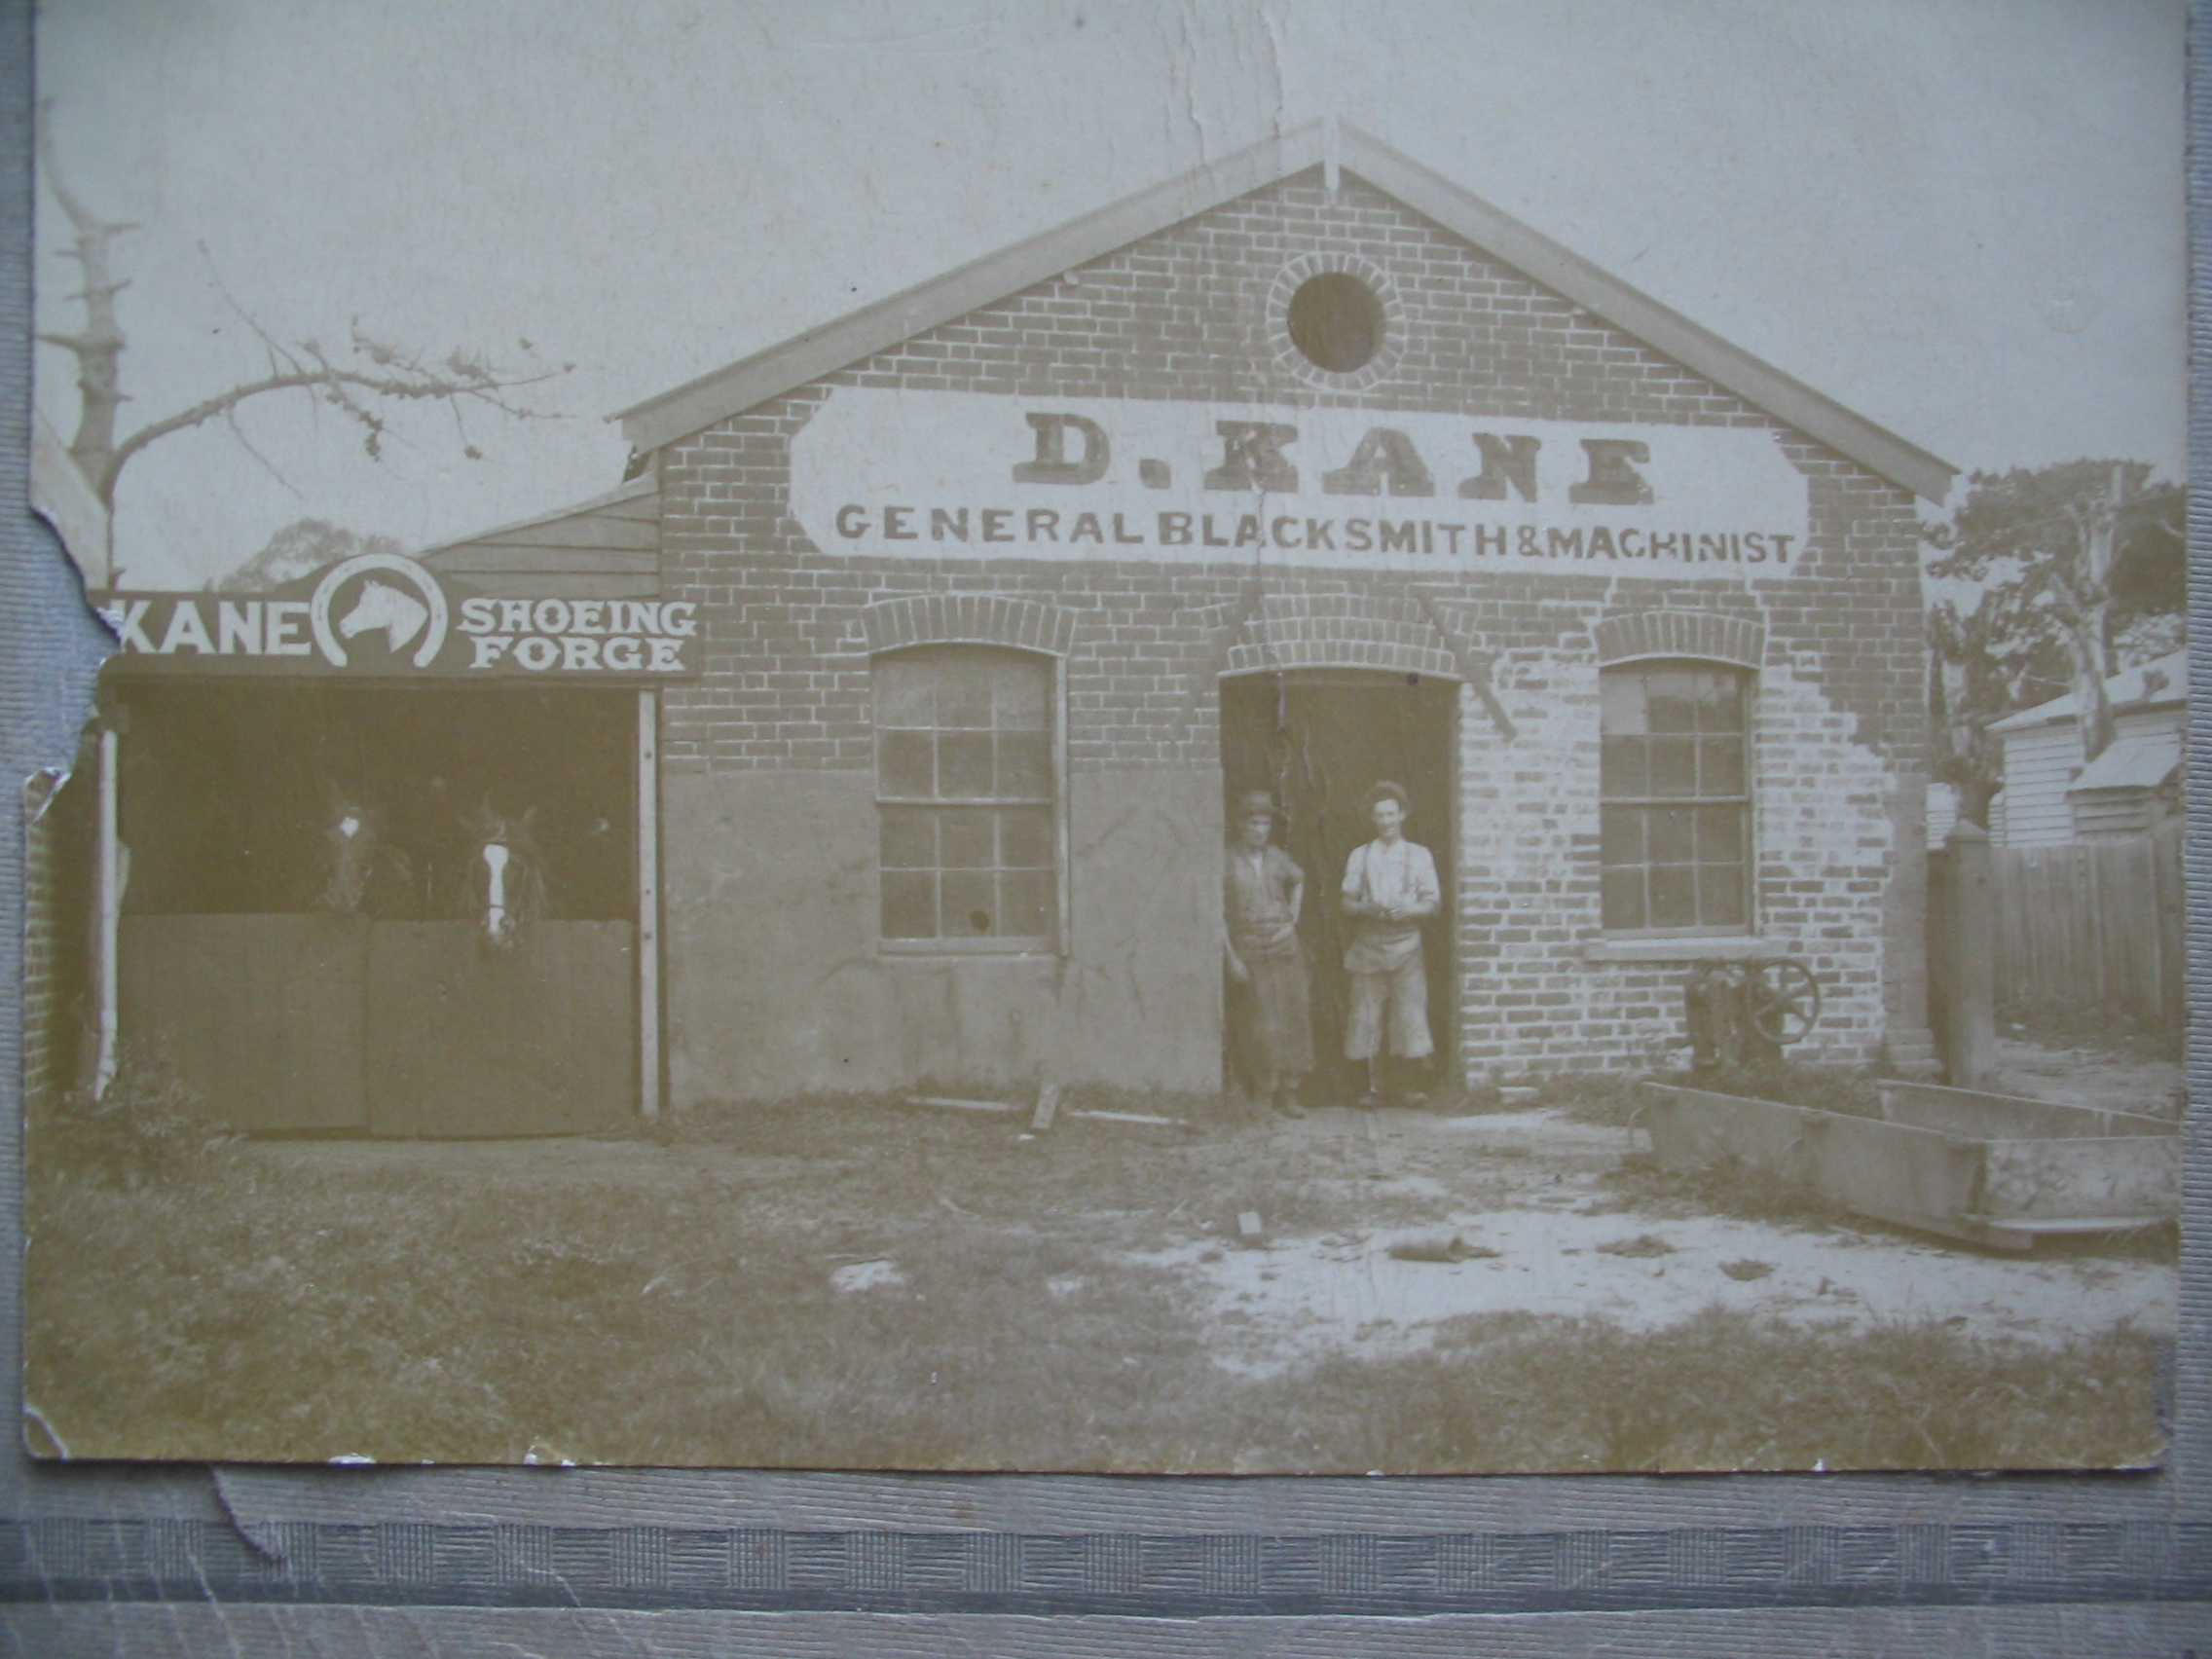 D. KANE
GENERAL BLACKSMITH & MACHINIST
KANE
SHOEING
FORGE